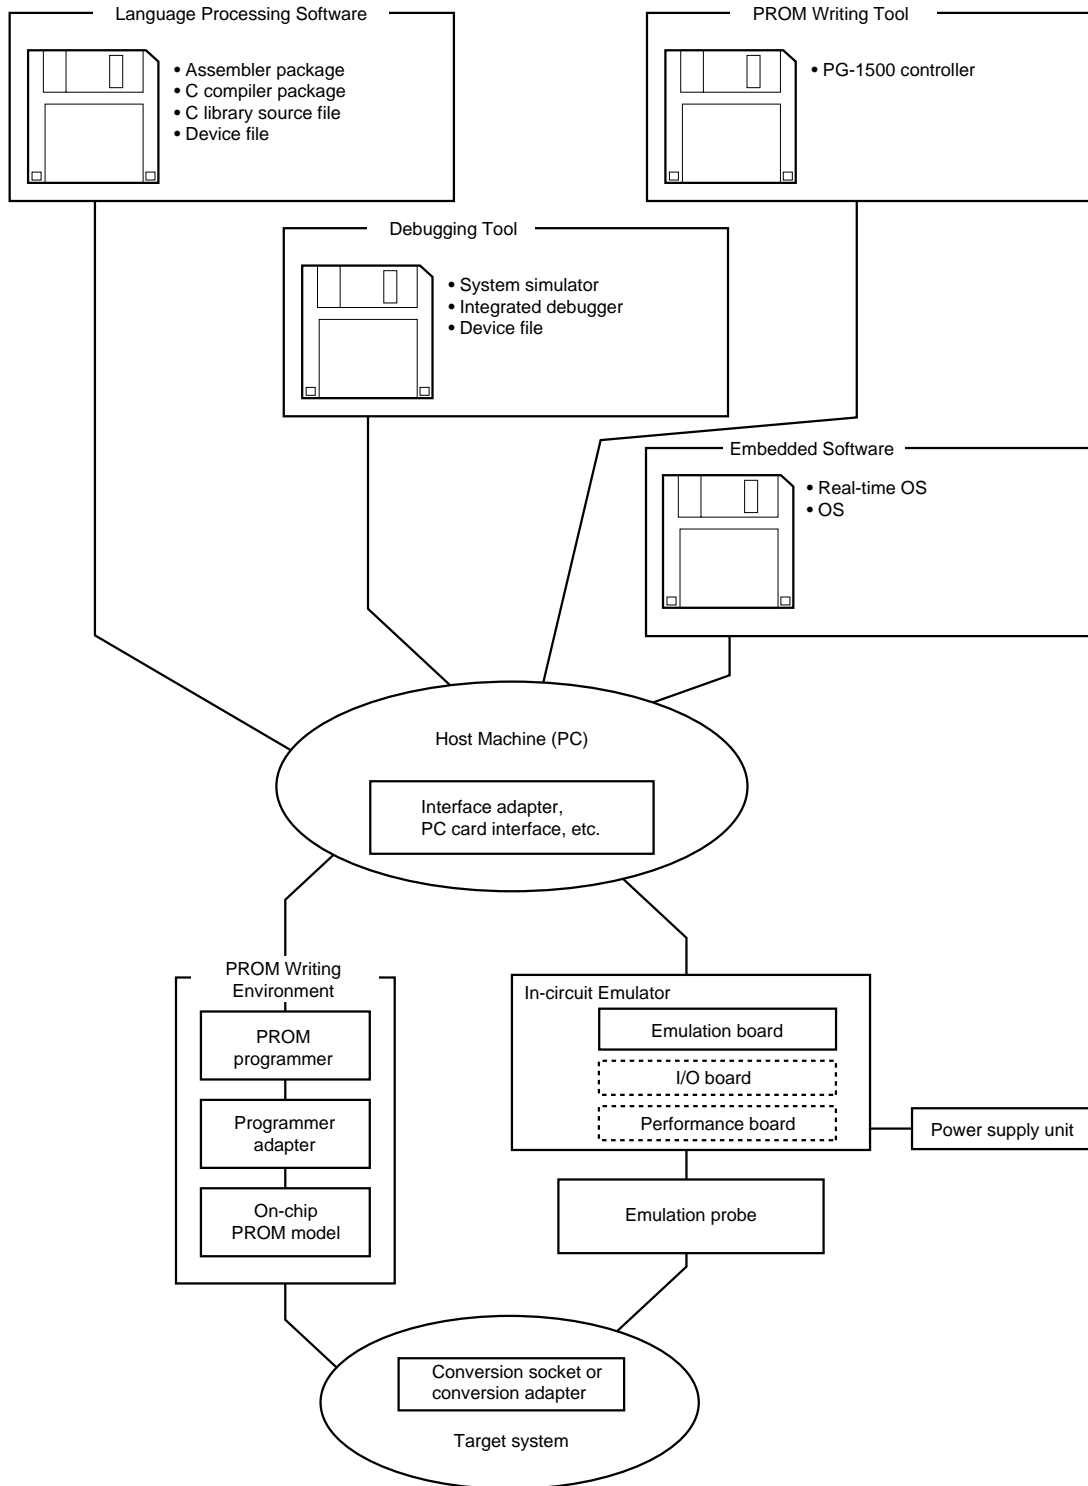 Language Processing Software
• Assembler package
• C compiler package
• C library source file
• Device file
PROM Writing Tool
• PG-1500 controller
Debugging Tool
• System simulator
• Integrated debugger
• Device file
Embedded Software
• Real-time OS
• OS
Host Machine (PC)
Interface adapter,
PC card interface, etc.
PROM Writing
Environment
PROM
programmer
Programmer
adapter
On-chip
PROM model
In-circuit Emulator
Emulation board
I/O board
Performance board
Power supply unit
Emulation probe
Conversion socket or
conversion adapter
Target system